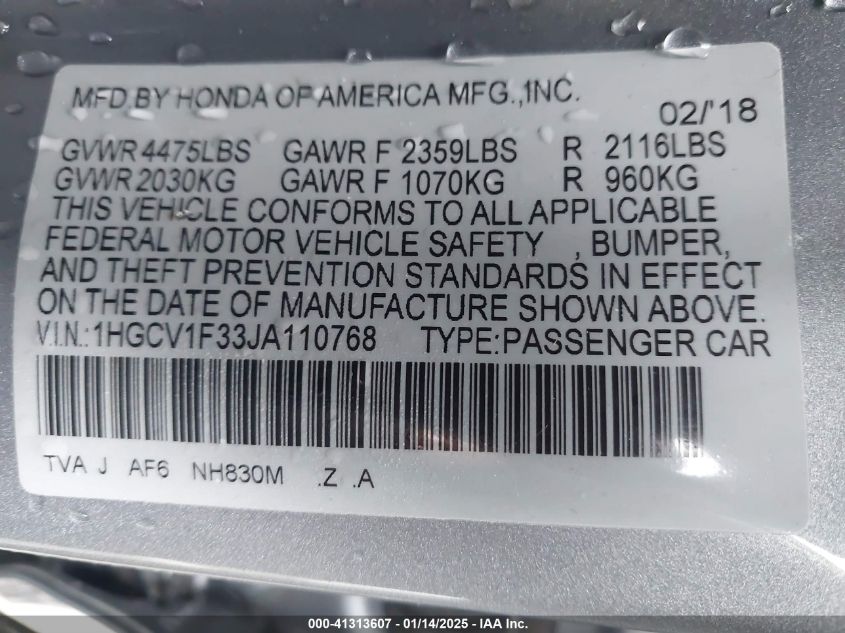 MFD BY HONDA OF AMERICA MFG.,INC.
02/'18
GVWR 4475LBS GAWR F 2359LBS R 2116LBS
GVWR 2030KG GAWR F 1070KG R 960KG
THIS VEHICLE CONFORMS TO ALL APPLICABLE
FEDERAL MOTOR VEHICLE SAFETY , BUMPER,
AND THEFT PREVENTION STANDARDS IN EFFECT
ON THE DATE OF MANUFACTURE SHOWN ABOVE.
V.I.N.:1HGCV1F33JA110768 TYPE:PASSENGER CAR
TVA J AF6 NH830M .Z .A
000-41313607 - 01/14/2025 - IAA, Inc.